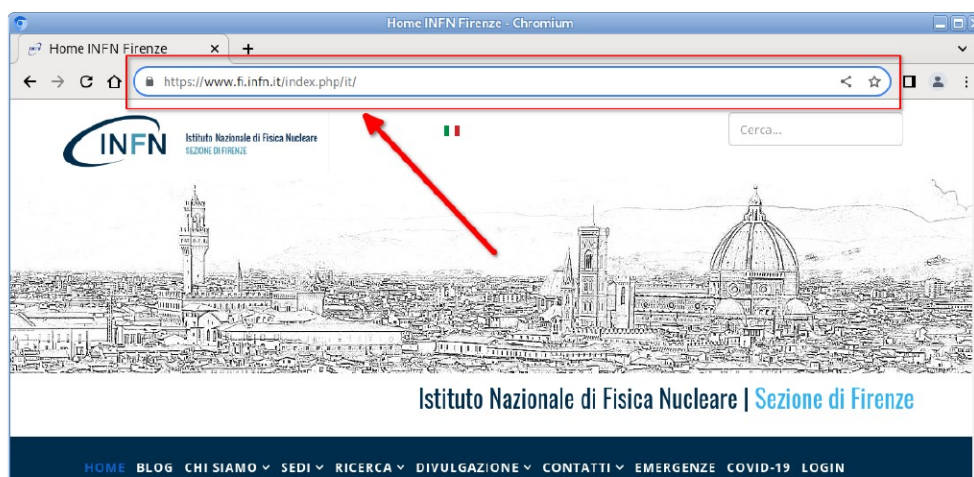 Home INFN Firenze - Chromium
Home INFN Firenze
https://www.fi.infn.it/index.php/it/
INFN
Istituto Nazionale di Fisica Nucleare
SEZIONE DI FIRENZE
Cerca...
Istituto Nazionale di Fisica Nucleare | Sezione di Firenze
HOME BLOG CHI SIAMO SEDI RICERCA DIVULGAZIONE CONTATTI EMERGENZE COVID-19 LOGIN